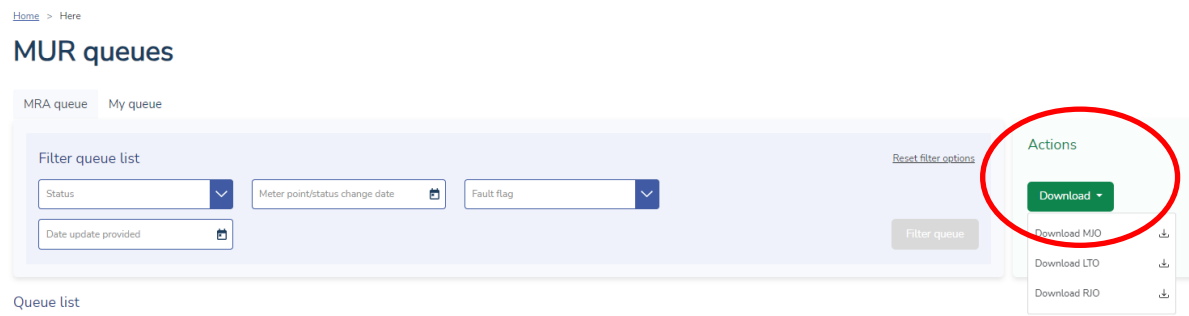 Home > Here
MUR queues
MRA queue My queue
Filter queue list
Reset filter options
Status
Meter point/status change date
Fault flag
Date update provided
Filter queue
Actions
Download
Download MJO
Download LTO
Download RJO
Queue list